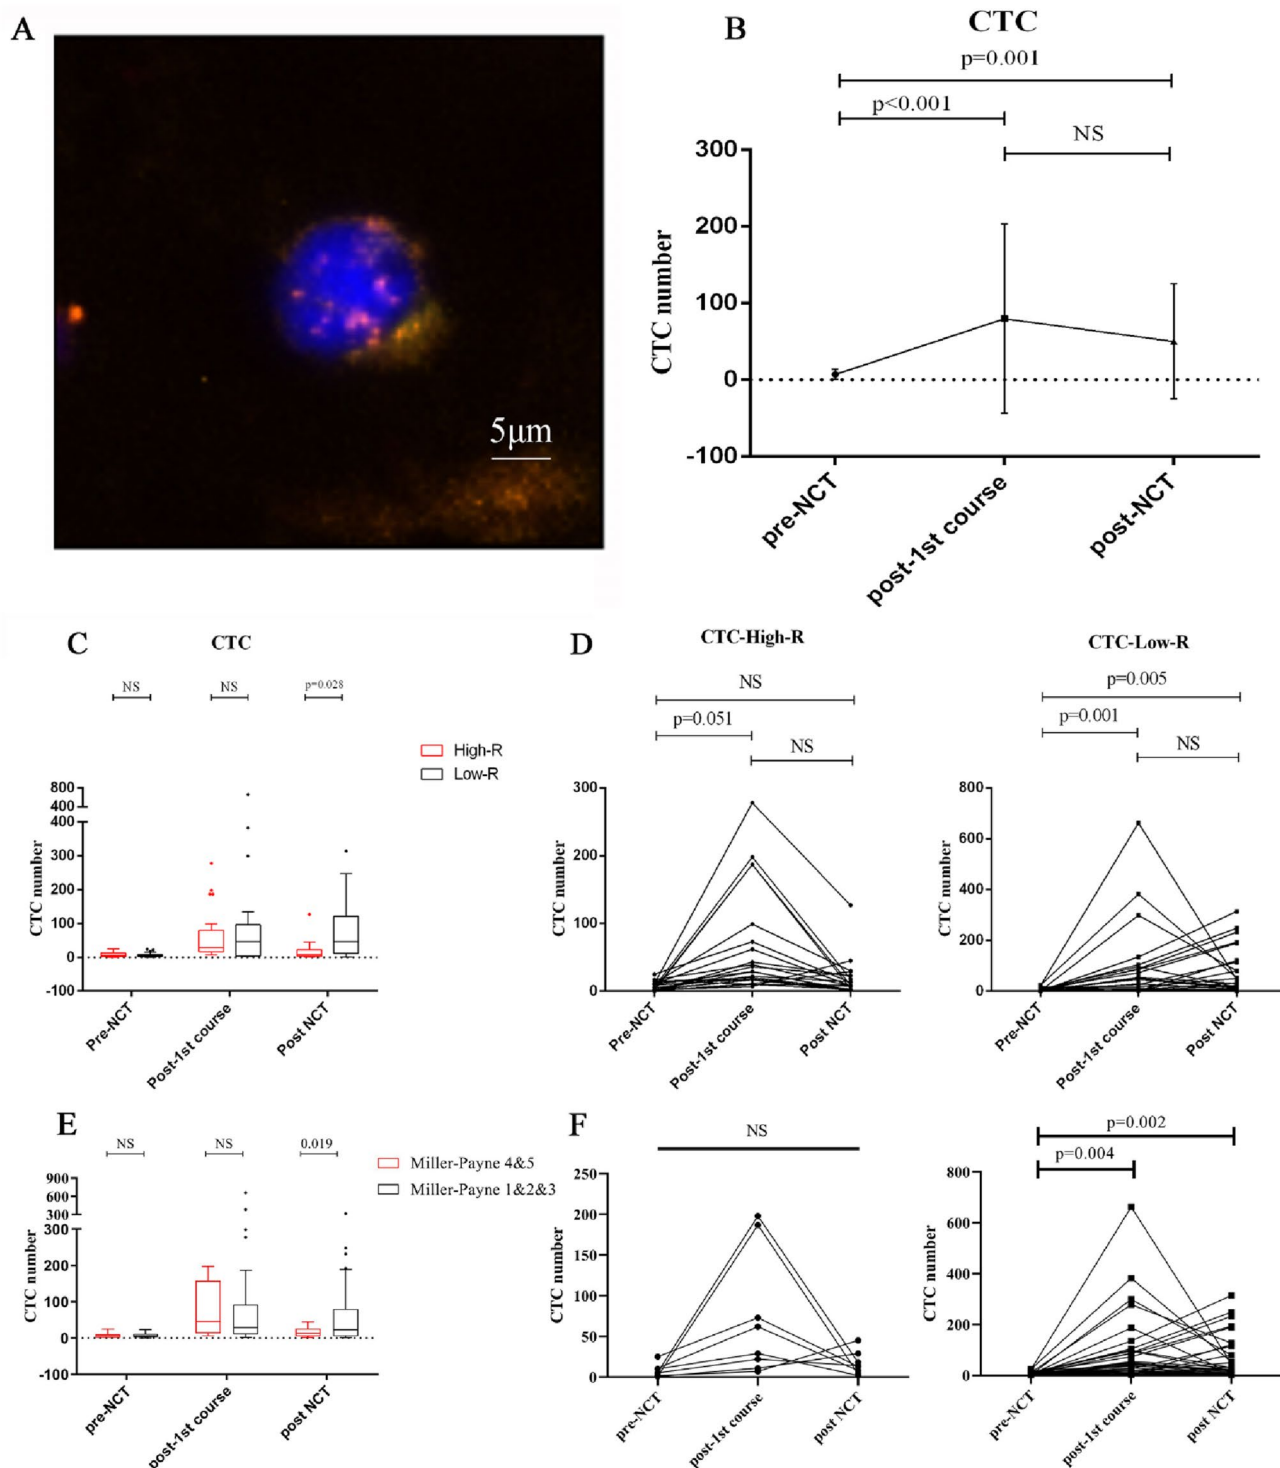 A
5μm
B
CTC
p=0.001
p<0.001
NS
300
200
100
0
-100
CTC number
pre-NCT
post-1st course
post-NCT
C
CTC
NS
NS
p=0.028
High-R
Low-R
800
400
400
300
200
100
0
-100
CTC number
Pre-NCT
Post-1st course
Post NCT
D
CTC-High-R
NS
p=0.051
NS
300
200
100
0
CTC number
Pre-NCT
Post-1st course
Post NCT
CTC-Low-R
p=0.005
p=0.001
NS
800
600
400
200
0
CTC number
Pre-NCT
Post-1st course
Post NCT
E
NS
NS
0.019
Miller-Payne 4&5
Miller-Payne 1&2&3
900
600
300
300
200
100
0
-100
CTC number
pre-NCT
post-1st course
post NCT
F
NS
250
200
150
100
50
0
CTC number
pre-NCT
post-1st course
post NCT
p=0.002
p=0.004
800
600
400
200
0
CTC number
pre-NCT
post-1st course
post NCT